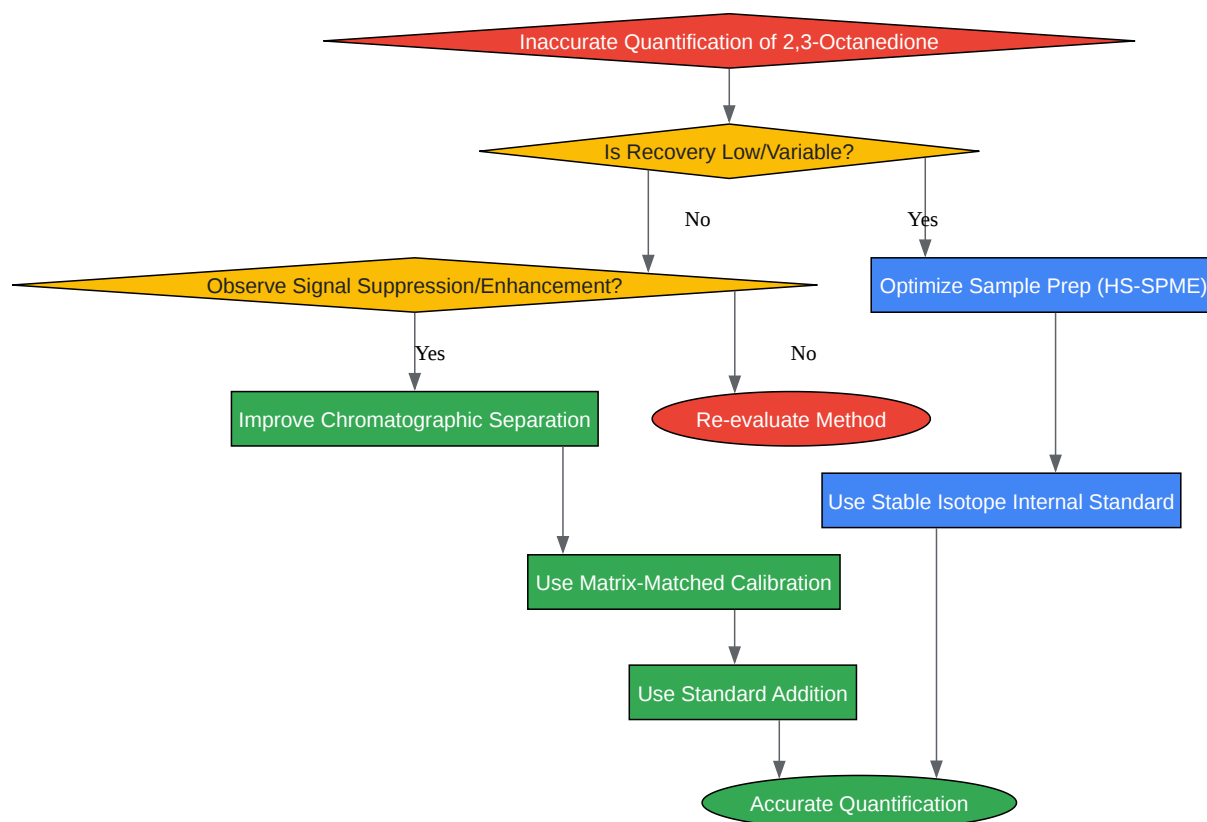 Inaccurate Quantification of 2,3-Octanedione
Is Recovery Low/Variable?
No
Yes
Observe Signal Suppression/Enhancement?
Optimize Sample Prep (HS-SPME)
Yes
No
Improve Chromatographic Separation
Re-evaluate Method
Use Stable Isotope Internal Standard
Use Matrix-Matched Calibration
Use Standard Addition
Accurate Quantification